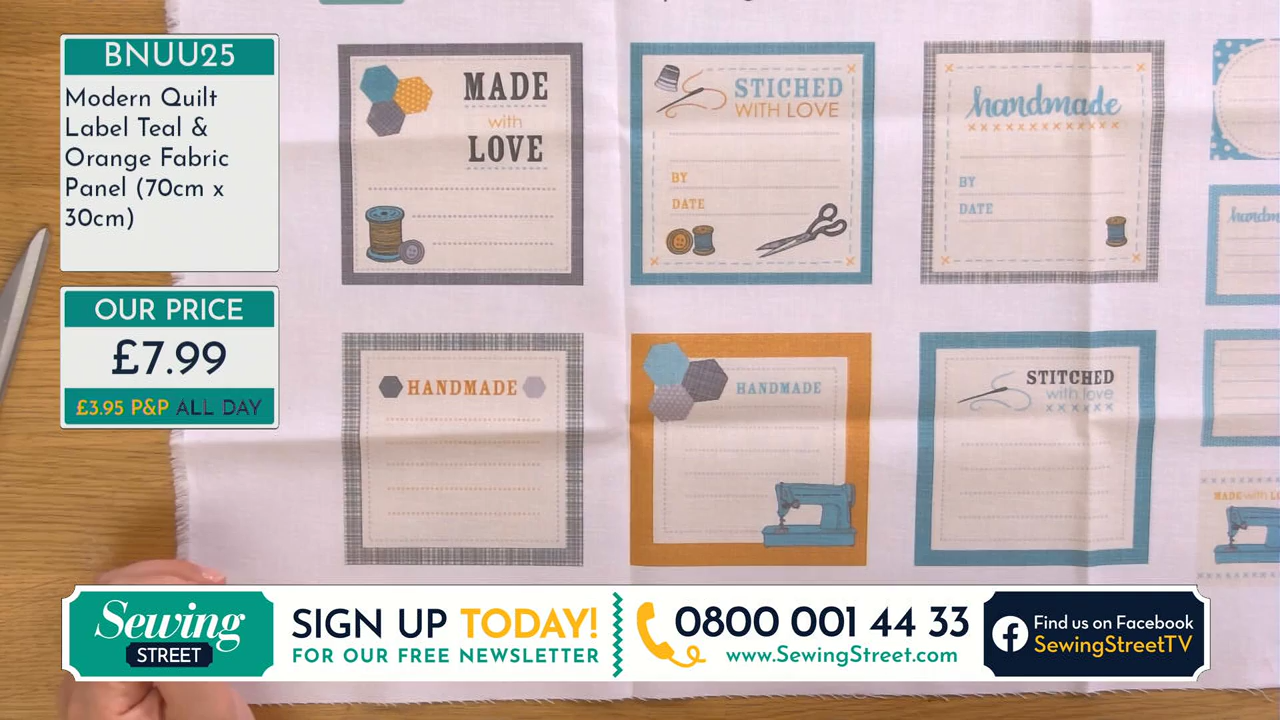 BNUU25
Modern Quilt
Label Teal &
Orange Fabric
Panel (70cm x
30cm)
OUR PRICE
£7.99
£3.95 P&P ALL DAY
MADE
with
LOVE
STICHED
WITH LOVE
BY
DATE
handmade
BY
DATE
HANDMADE
HANDMADE
STITCHED
with love
MADE with
Sewing
STREET
SIGN UP TODAY!
FOR OUR FREE NEWSLETTER
0800 001 44 33
www.SewingStreet.com
Find us on Facebook
SewingStreetTV